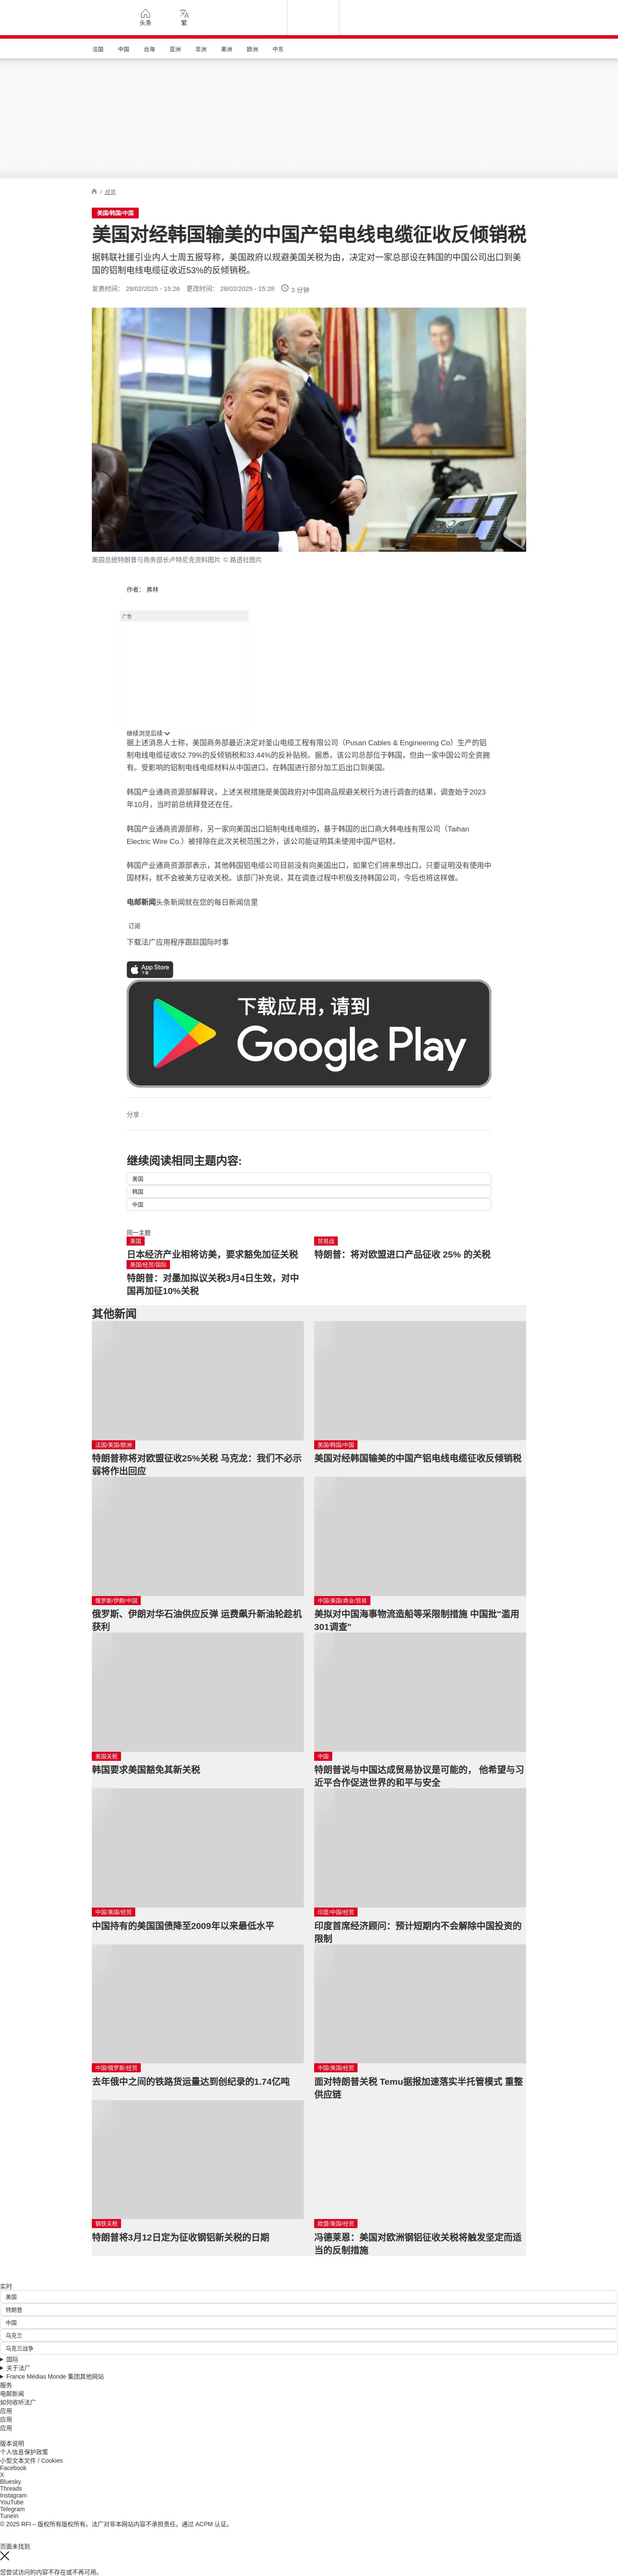 头条
繁
法国
中国
台海
亚洲
非洲
美洲
欧洲
中东
/ 经贸
美国/韩国/中国
美国对经韩国输美的中国产铝电线电缆征收反倾销税
据韩联社援引业内人士周五报导称，美国政府以规避美国关税为由，决定对一家总部设在韩国的中国公司出口到美
国的铝制电线电缆征收近53%的反倾销税。
发表时间： 28/02/2025 - 15:26 更改时间： 28/02/2025 - 15:28 3 分钟
美国总统特朗普与商务部长卢特尼克资料图片 © 路透社图片
作者： 弗林
广告
继续浏览后续
据上述消息人士称，美国商务部最近决定对釜山电缆工程有限公司（Pusan Cables & Engineering Co）生产的铝
制电线电缆征收52.79%的反倾销税和33.44%的反补贴税。据悉，该公司总部位于韩国，但由一家中国公司全资拥
有。受影响的铝制电线电缆材料从中国进口，在韩国进行部分加工后出口到美国。
韩国产业通商资源部解释说，上述关税措施是美国政府对中国商品规避关税行为进行调查的结果，调查始于2023
年10月，当时前总统拜登还在任。
韩国产业通商资源部称，另一家向美国出口铝制电线电缆的，基于韩国的出口商大韩电线有限公司（Taihan
Electric Wire Co.）被排除在此次关税范围之外，该公司能证明其未使用中国产铝材。
韩国产业通商资源部表示，其他韩国铝电缆公司目前没有向美国出口，如果它们将来想出口，只要证明没有使用中
国材料，就不会被美方征收关税。该部门补充说，其在调查过程中积极支持韩国公司，今后也将这样做。
电邮新闻头条新闻就在您的每日新闻信里
订阅
下载法广应用程序跟踪国际时事
App Store
下载
下载应用，请到
Google Play
分享 :
继续阅读相同主题内容:
美国
韩国
中国
同一主题
美国
日本经济产业相将访美，要求豁免加征关税
贸易战
特朗普：将对欧盟进口产品征收 25% 的关税
美国/经贸/国际
特朗普：对墨加拟议关税3月4日生效，对中
国再加征10%关税
其他新闻
法国/美国/欧洲
特朗普称将对欧盟征收25%关税 马克龙：我们不必示
弱将作出回应
美国/韩国/中国
美国对经韩国输美的中国产铝电线电缆征收反倾销税
俄罗斯/伊朗/中国
俄罗斯、伊朗对华石油供应反弹 运费飙升新油轮趁机
获利
中国/美国/商业/贸易
美拟对中国海事物流造船等采限制措施 中国批"滥用
301调查"
美国关税
韩国要求美国豁免其新关税
中国
特朗普说与中国达成贸易协议是可能的， 他希望与习
近平合作促进世界的和平与安全
中国/美国/经贸
中国持有的美国国债降至2009年以来最低水平
印度/中国/经贸
印度首席经济顾问：预计短期内不会解除中国投资的
限制
中国/俄罗斯/经贸
去年俄中之间的铁路货运量达到创纪录的1.74亿吨
中国/美国/经贸
面对特朗普关税 Temu据报加速落实半托管模式 重整
供应链
钢铁关税
特朗普将3月12日定为征收钢铝新关税的日期
欧盟/美国/经贸
冯德莱恩：美国对欧洲钢铝征收关税将触发坚定而适
当的反制措施
实时
美国
特朗普
中国
乌克兰
乌克兰战争
国际
关于法广
France Médias Monde 集团其他网站
服务
电邮新闻
如何收听法广
应用
应用
应用
版本说明
个人信息保护政策
小型文本文件 / Cookies
Facebook
X
Bluesky
Threads
Instagram
YouTube
Telegram
TuneIn
© 2025 RFI – 版权所有版权所有。法广对非本网站内容不承担责任。通过 ACPM 认证。
页面未找到
您尝试访问的内容不存在或不再可用。